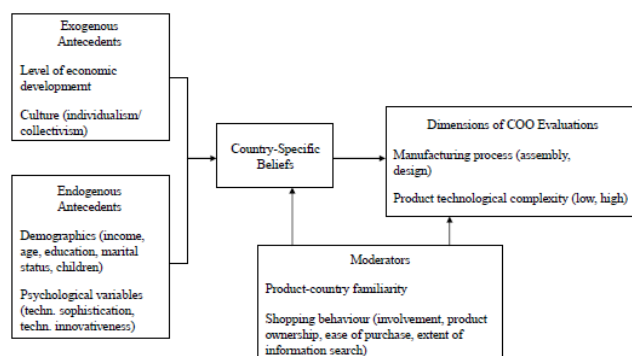 Exogenous
Antecedents
Level of economic
developmernt
Culture (individualism/
collectivism)
Endogenous
Antecedents
Demographics (income,
age, education, marital
status, children)
Psychological variables
(techn. sophistication,
techn. innovativeness)
Country-Specific
Beliefs
Dimensions of COO Evaluations
Manufacturing process (assembly,
design)
Product technological complexity (low, high)
Moderators
Product-country familiarity
Shopping behaviour (involvement, product
ownership, ease of purchase, extent of
information search)